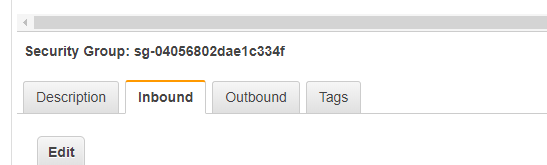 Security Group: sg-04056802dae1c334f
Description Inbound Outbound Tags
Edit